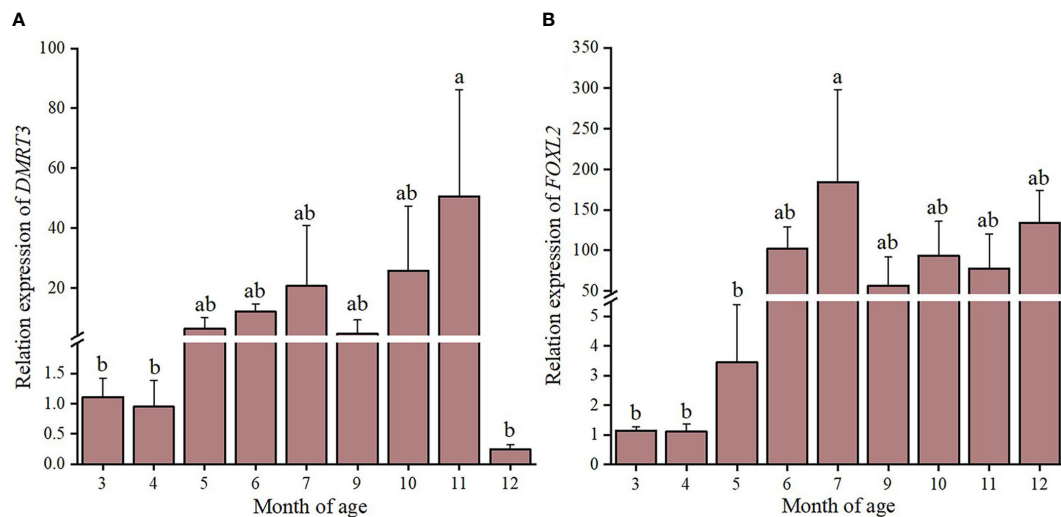 A
Relation expression of DMRT3
100
80
60
40
20
1.5
1.0
0.5
0.0
b
b
ab
ab
ab
ab
ab
a
b
3 4 5 6 7 9 10 11 12
Month of age
B
Relation expression of FOXL2
350
300
250
200
150
100
50
5
4
3
2
1
0
b
b
b
ab
a
ab
ab
ab
ab
3 4 5 6 7 9 10 11 12
Month of age